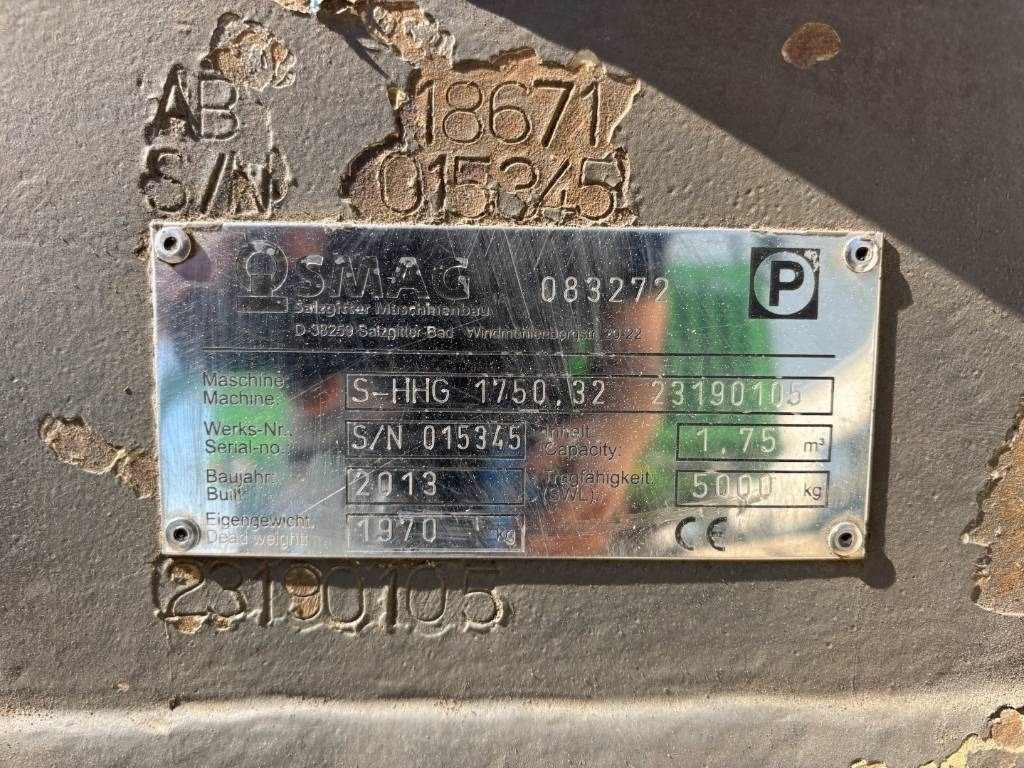 AB 18671
S/N 015345
SMAG 083272 P
Salzgitter Maschinenbau
D-38259 Salzgitter-Bad Windmühlenbergstr. 20-22
Maschine:
Machine: S-HHG 1750,32 23190105
Werks-Nr.: Inhalt:
Serial-no.: S/N 015345 Capacity: 1,75 m³
Baujahr: Tragfähigkeit:
Built: 2013 (SWL): 5000 kg
Eigengewicht:
Dead weight: 1970 kg CE
23190105